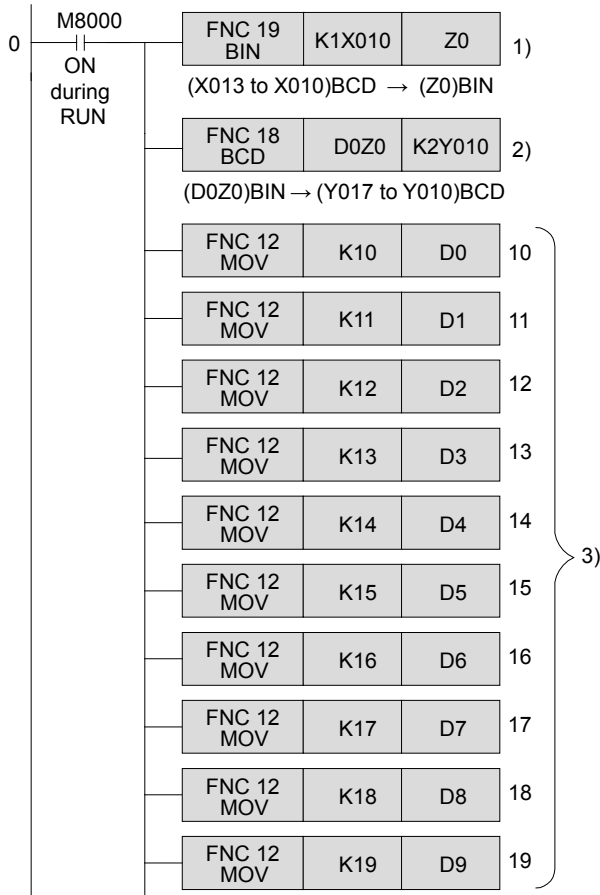 M8000
0
ON
during
RUN
FNC 19
BIN
K1X010
Z0
1)
(X013 to X010)BCD → (Z0)BIN
FNC 18
BCD
D0Z0
K2Y010
2)
(D0Z0)BIN → (Y017 to Y010)BCD
FNC 12
MOV
K10
D0
10
FNC 12
MOV
K11
D1
11
FNC 12
MOV
K12
D2
12
FNC 12
MOV
K13
D3
13
FNC 12
MOV
K14
D4
14
3)
FNC 12
MOV
K15
D5
15
FNC 12
MOV
K16
D6
16
FNC 12
MOV
K17
D7
17
FNC 12
MOV
K18
D8
18
FNC 12
MOV
K19
D9
19